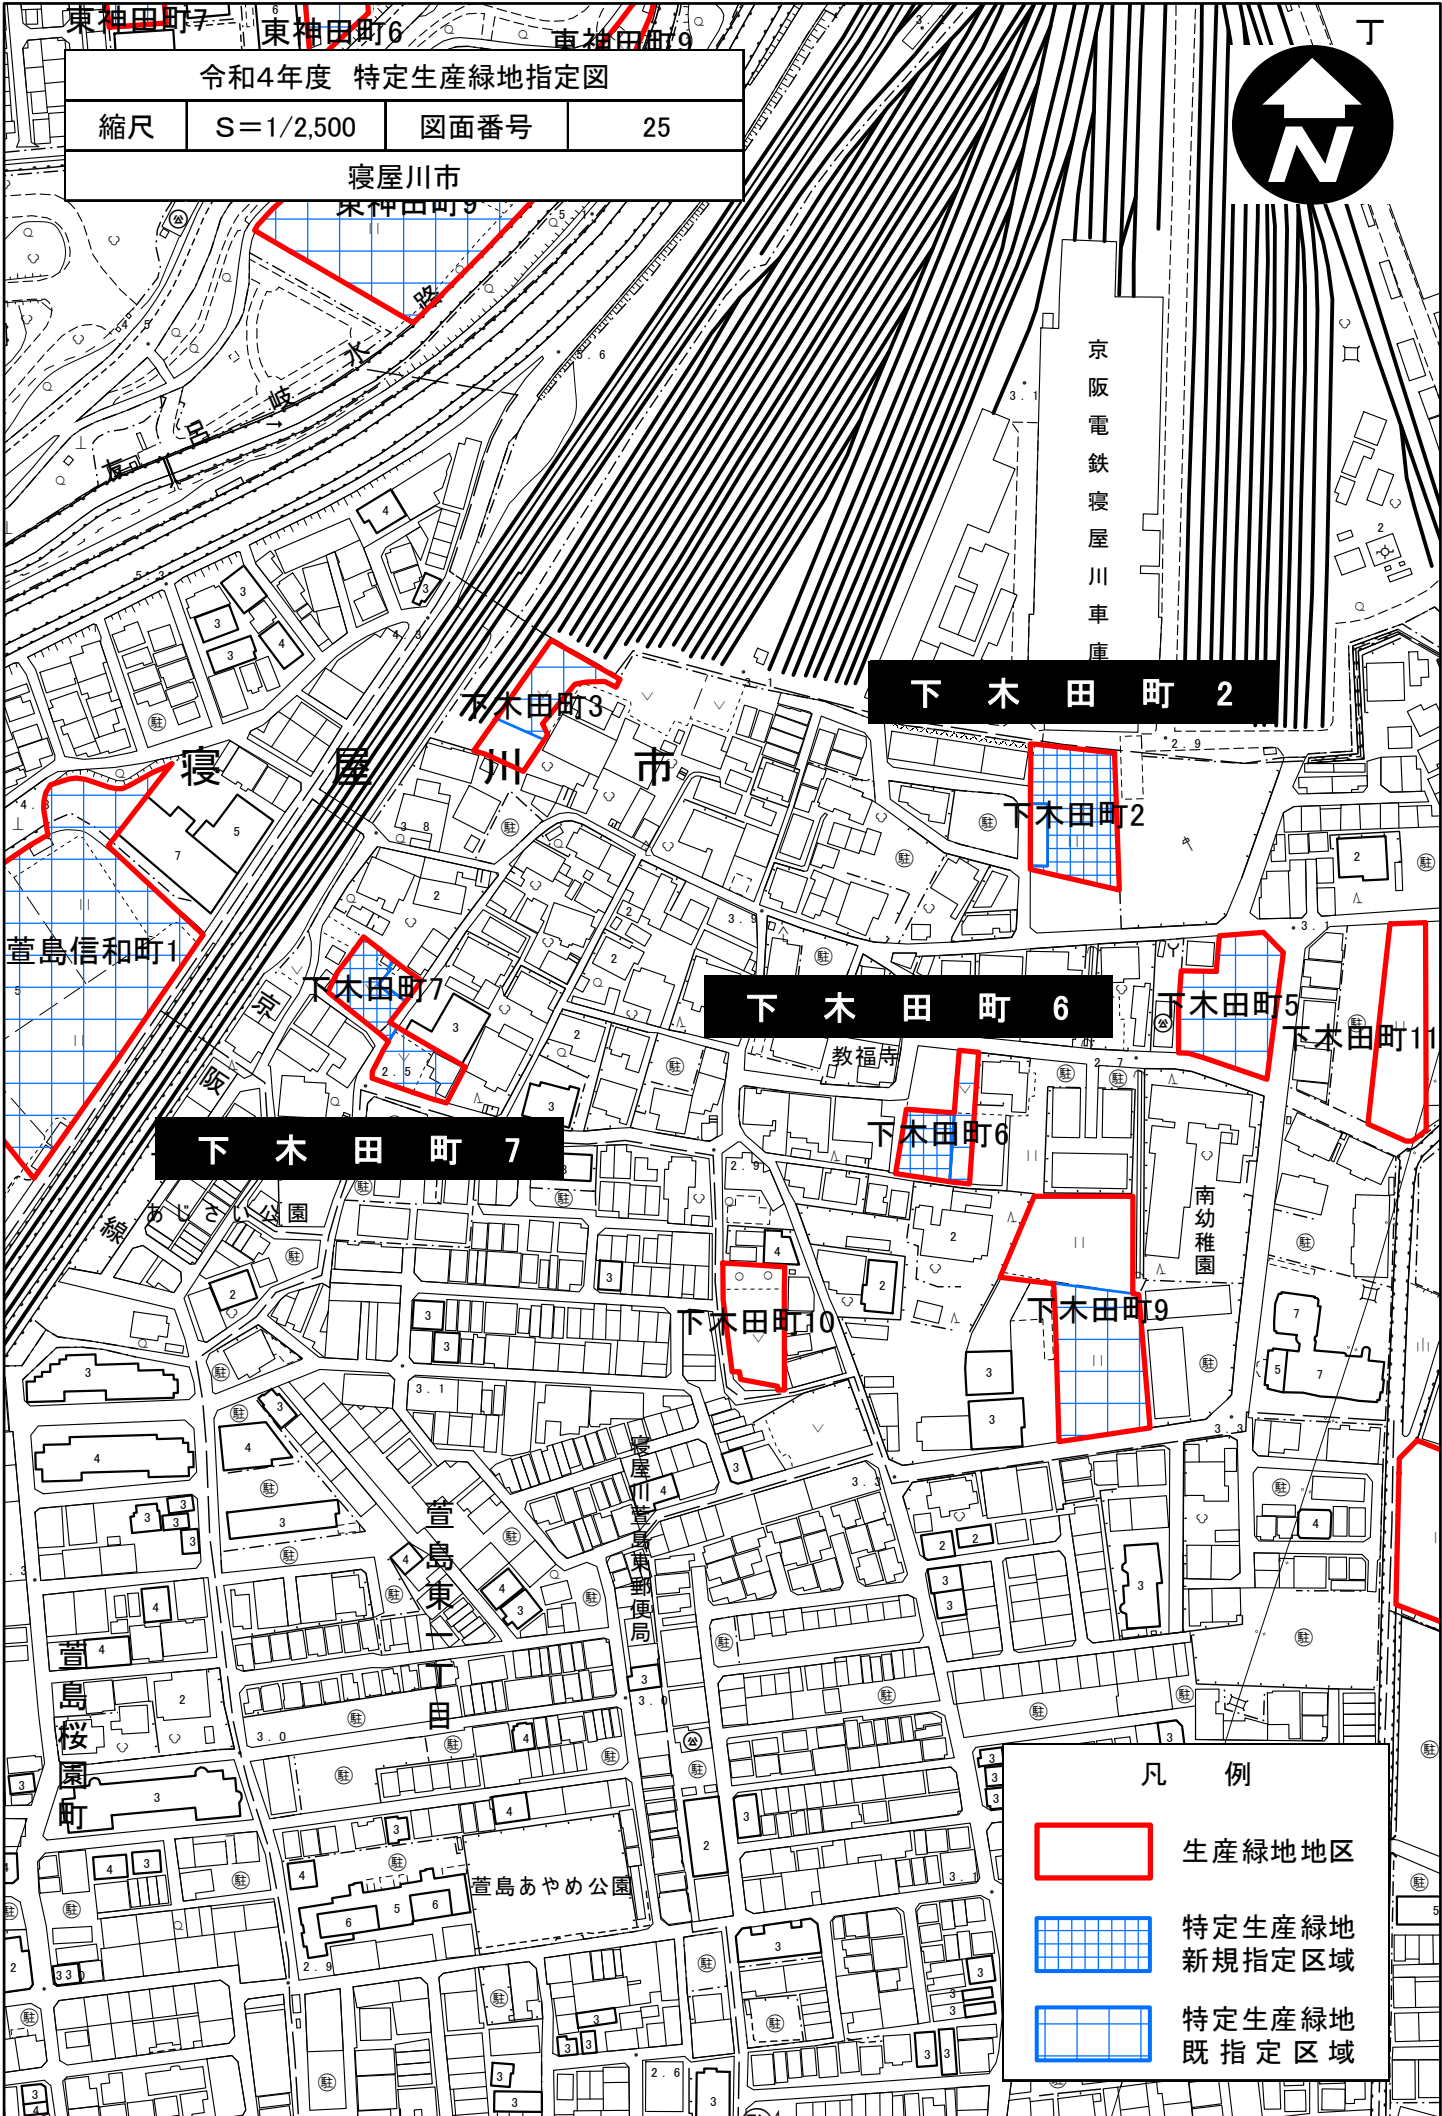 東神田町7
東神田町6
東神田町9
丁
令和4年度 特定生産緑地指定図
縮尺 S=1/2,500 図面番号 25
寝屋川市
N
東神田町9
友呂岐水路
京阪電鉄寝屋川車庫
下木田町2
下木田町3
寝屋川市
下木田町2
萱島信和町1
下木田町7
下木田町6
下木田町5
下木田町11
教福寺
下木田町6
下木田町7
京阪線
あじさい公園
南幼稚園
下木田町9
下木田町10
寝屋川萱島東郵便局
萱島東一丁目
萱島桜園町
萱島あやめ公園
凡例
生産緑地地区
特定生産緑地
新規指定区域
特定生産緑地
既指定区域